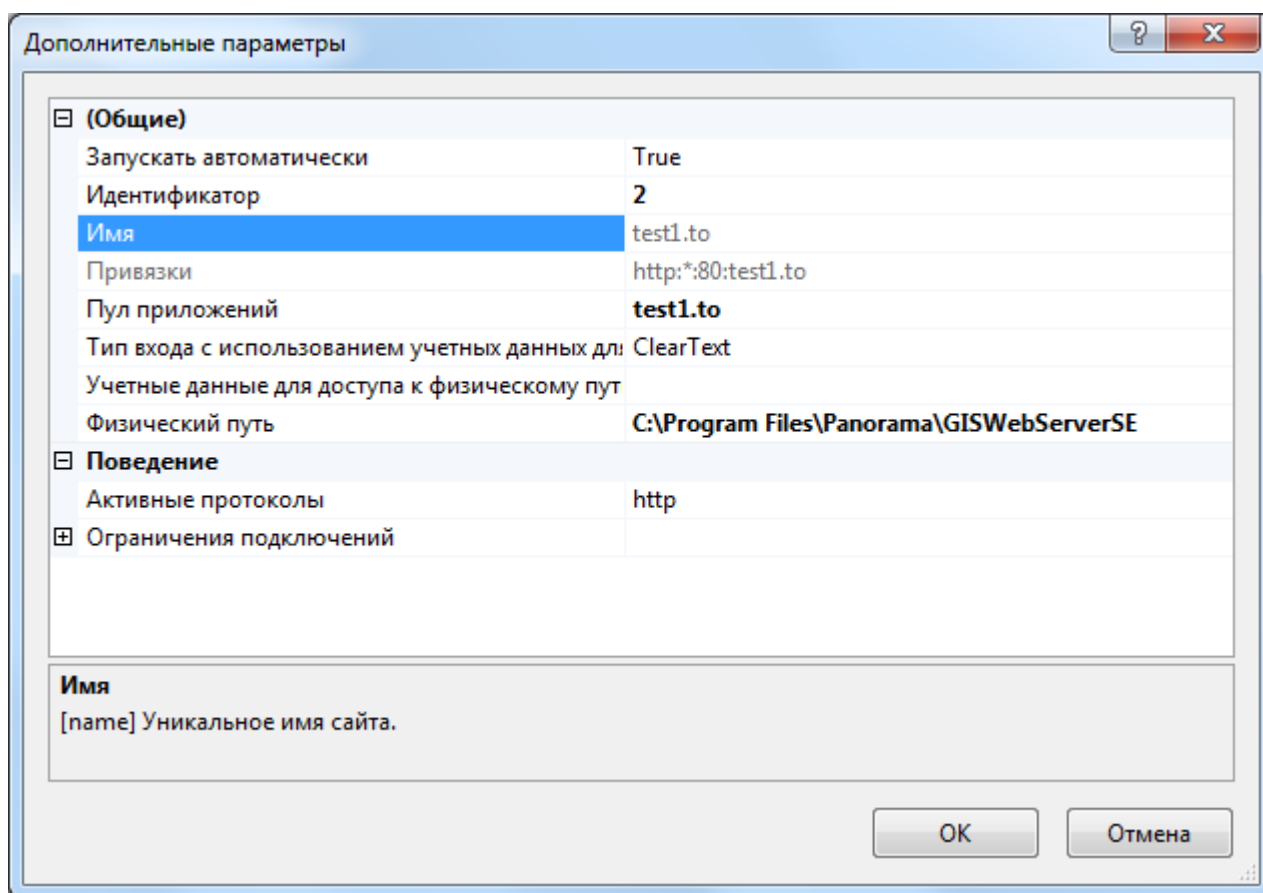 Дополнительные параметры
(Общие)
Запускать автоматически True
Идентификатор 2
Имя test1.to
Привязки http:*:80:test1.to
Пул приложений test1.to
Тип входа с использованием учетных данных для ClearText
Учетные данные для доступа к физическому пут
Физический путь C:\Program Files\Panorama\GISWebServerSE
Поведение
Активные протоколы http
Ограничения подключений
Имя
[name] Уникальное имя сайта.
OK Отмена